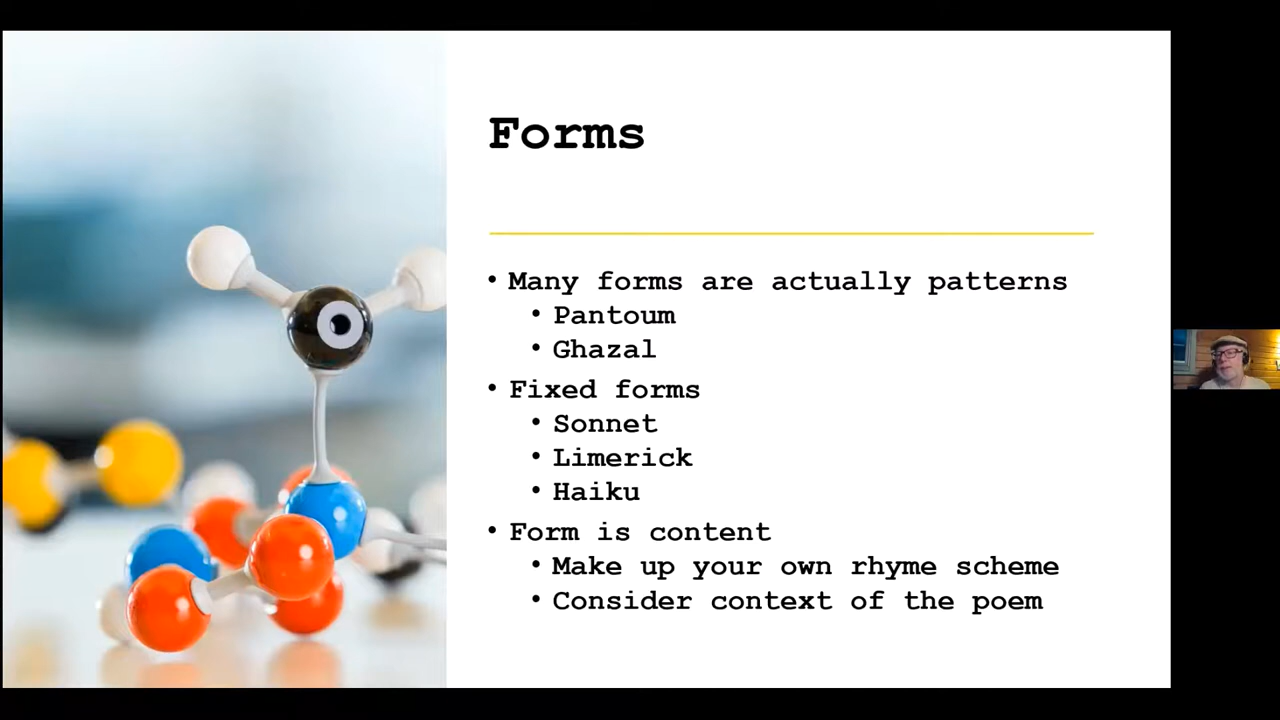 Forms
• Many forms are actually patterns
• Pantoum
• Ghazal
• Fixed forms
• Sonnet
• Limerick
• Haiku
• Form is content
• Make up your own rhyme scheme
• Consider context of the poem